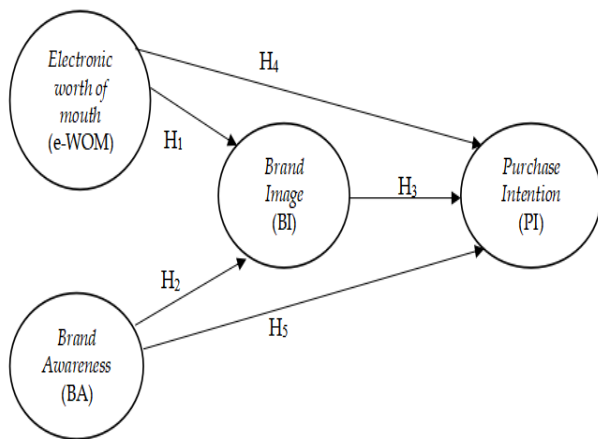 Electronic
worth of
mouth
(e-WOM)
H4
H1
Brand
Image
(BI)
H3
Purchase
Intention
(PI)
H2
H5
Brand
Awareness
(BA)